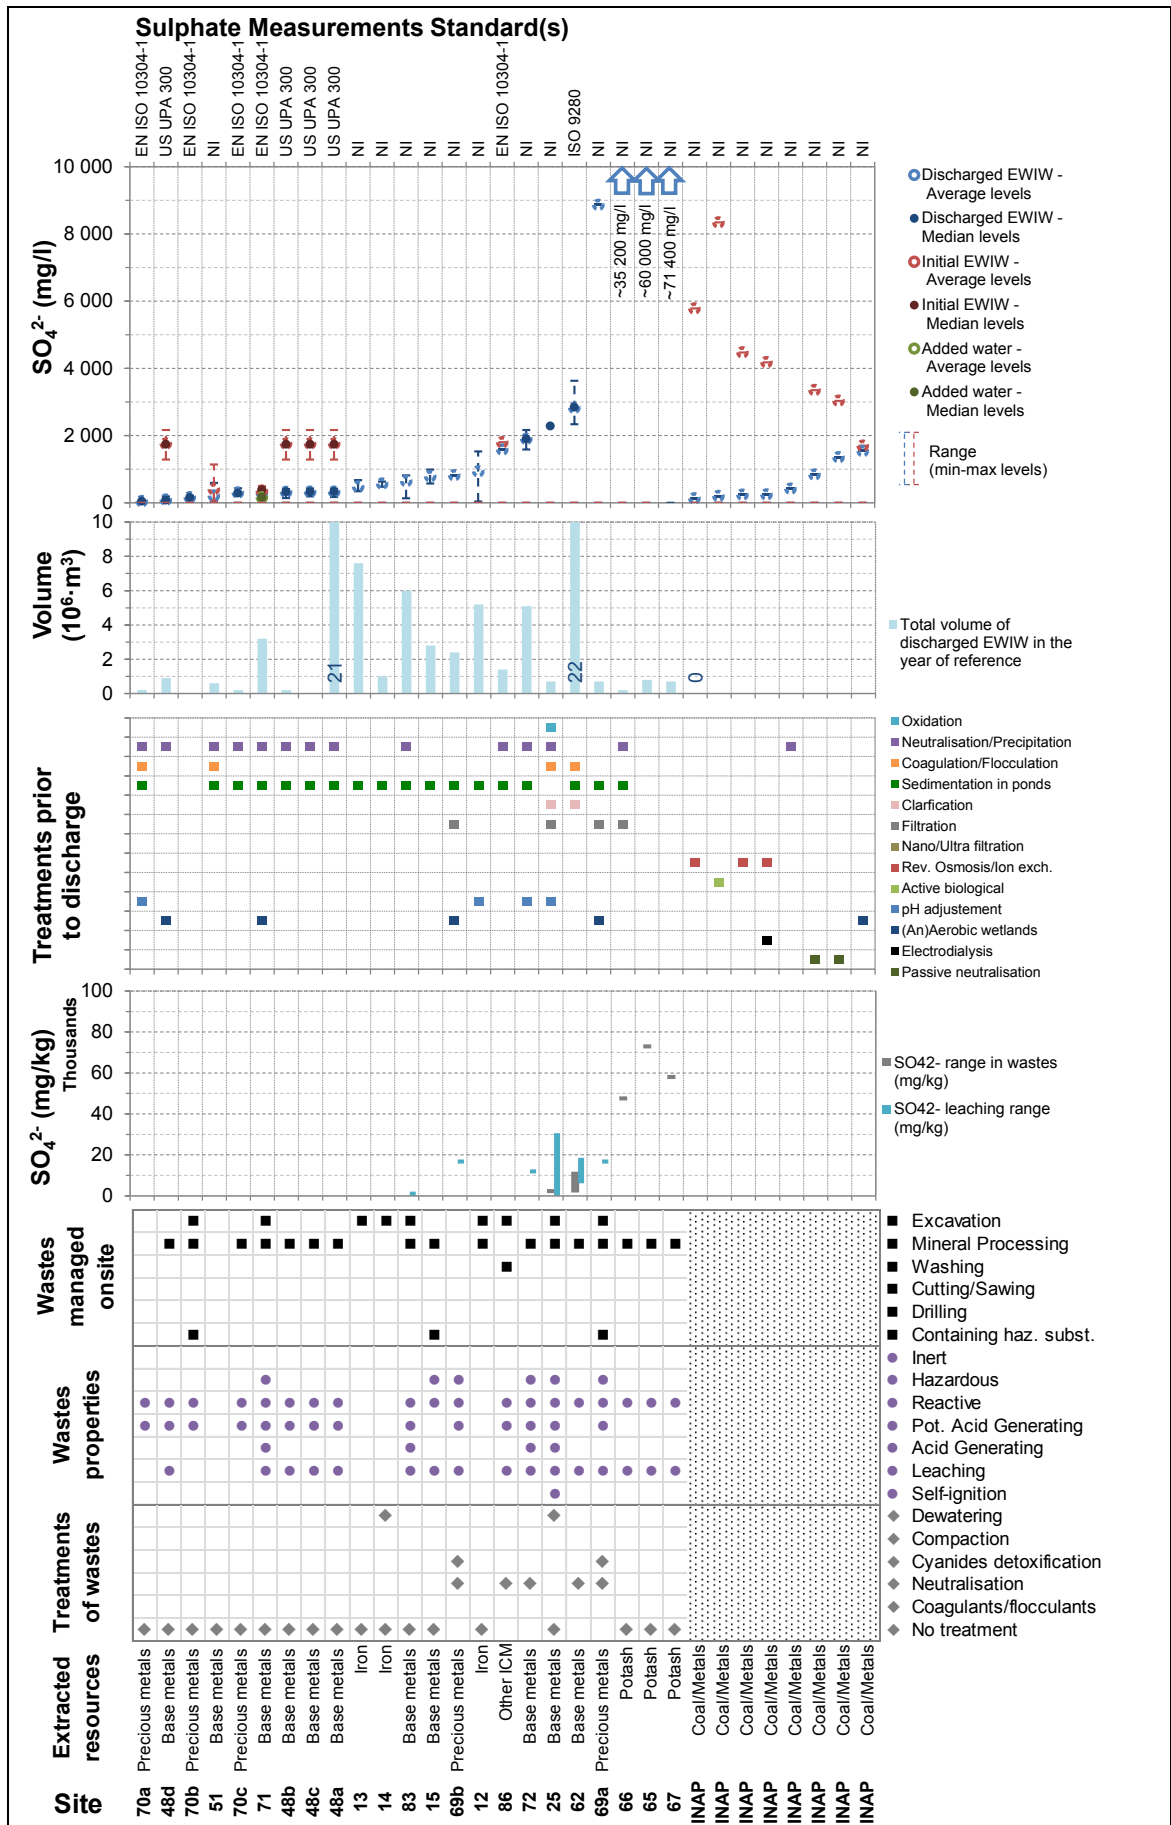 Sulphate Measurements Standard(s)
EN ISO 10304-1
US UPA 300
EN ISO 10304-1
NI
EN ISO 10304-1
EN ISO 10304-1
US UPA 300
US UPA 300
US UPA 300
NI
NI
NI
NI
NI
NI
EN ISO 10304-1
NI
NI
ISO 9280
NI
NI
NI
NI
NI
NI
NI
NI
NI
NI
NI
NI
SO₄²⁻ (mg/l)
10 000
8 000
6 000
4 000
2 000
0
~35 200 mg/l
~60 000 mg/l
~71 400 mg/l
Discharged EWIW -
Average levels
Discharged EWIW -
Median levels
Initial EWIW -
Average levels
Initial EWIW -
Median levels
Added water -
Average levels
Added water -
Median levels
Range
(min-max levels)
Volume
(10⁶·m³)
10
8
6
4
2
0
21
22
0
Total volume of
discharged EWIW in the
year of reference
Treatments prior
to discharge
Oxidation
Neutralisation/Precipitation
Coagulation/Flocculation
Sedimentation in ponds
Clarfication
Filtration
Nano/Ultra filtration
Rev. Osmosis/Ion exch.
Active biological
pH adjustement
(An)Aerobic wetlands
Electrodialysis
Passive neutralisation
SO₄²⁻ (mg/kg)
Thousands
100
80
60
40
20
0
SO42- range in wastes
(mg/kg)
SO42- leaching range
(mg/kg)
Wastes
managed
onsite
Excavation
Mineral Processing
Washing
Cutting/Sawing
Drilling
Containing haz. subst.
Wastes
properties
Inert
Hazardous
Reactive
Pot. Acid Generating
Acid Generating
Leaching
Self-ignition
Treatments
of wastes
Dewatering
Compaction
Cyanides detoxification
Neutralisation
Coagulants/flocculants
No treatment
Extracted
resources
Precious metals
Base metals
Precious metals
Base metals
Precious metals
Base metals
Base metals
Base metals
Base metals
Iron
Iron
Base metals
Base metals
Precious metals
Iron
Other ICM
Base metals
Base metals
Base metals
Precious metals
Potash
Potash
Potash
Coal/Metals
Coal/Metals
Coal/Metals
Coal/Metals
Coal/Metals
Coal/Metals
Coal/Metals
Coal/Metals
Site
70a
48d
70b
51
70c
71
48b
48c
48a
13
14
83
15
69b
12
86
72
25
62
69a
66
65
67
INAP
INAP
INAP
INAP
INAP
INAP
INAP
INAP